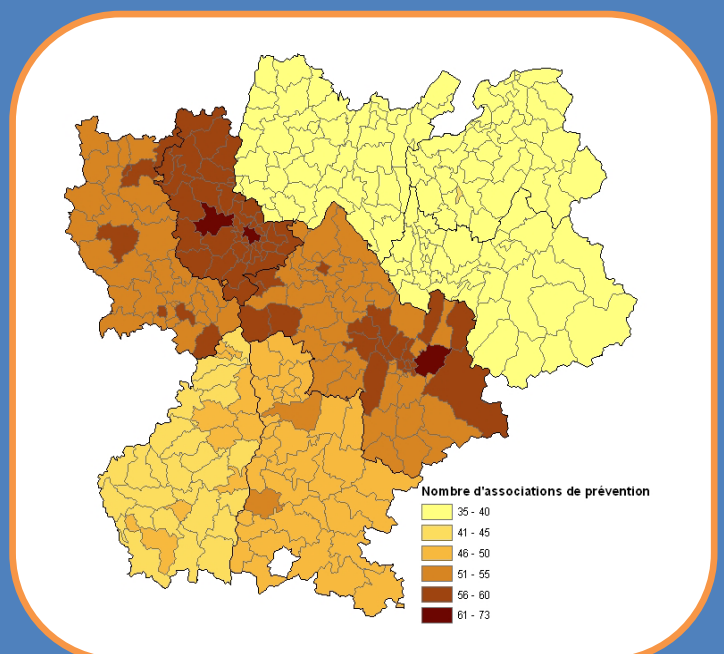 Nombre d'associations de prévention
35 - 40
41 - 45
46 - 50
51 - 55
56 - 60
61 - 73